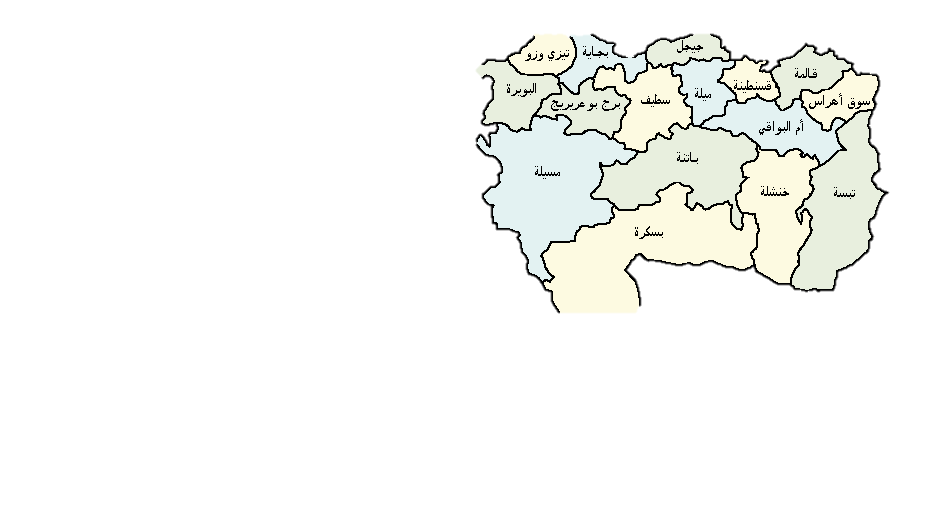 جيجل
بجاية
تيزي وزو
قالمة
قسنطينة
ميلة
سطيف
برج بوعريريج
البويرة
سوق أهراس
أم البواقي
باتنة
مسيلة
تبسة
خنشلة
بسكرة